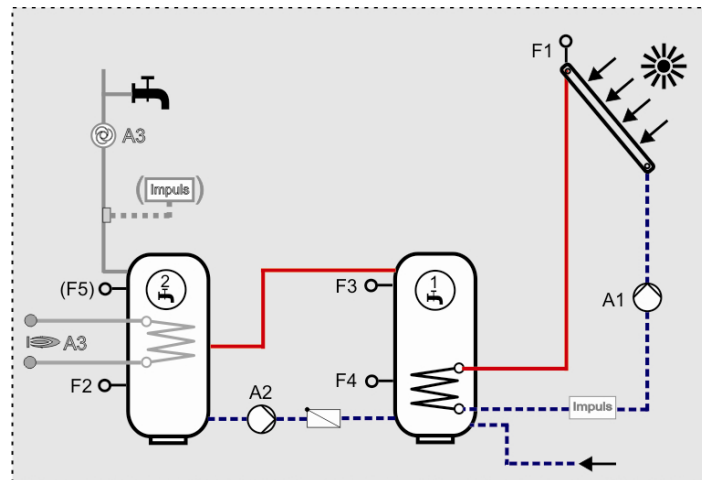 F1
A3
(Impuls)
2
1
(F5)
F3
A1
A3
F2
F4
A2
Impuls